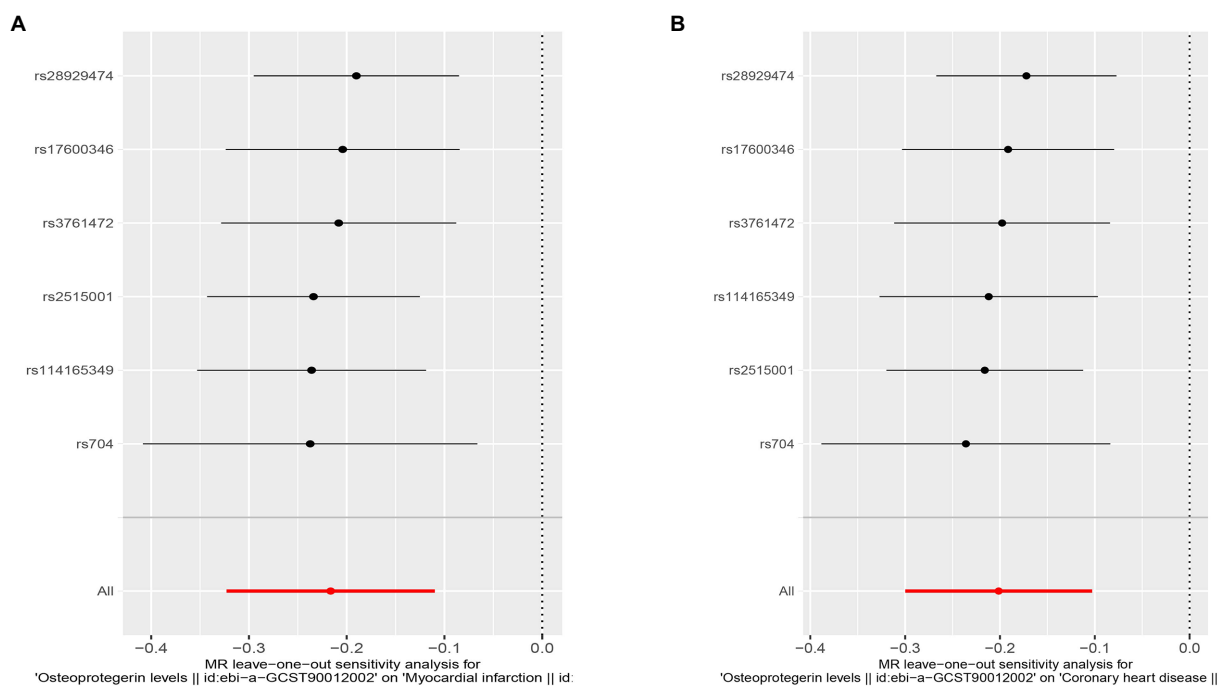 A
rs28929474
rs17600346
rs3761472
rs2515001
rs114165349
rs704
All
−0.4 −0.3 −0.2 −0.1 0.0
MR leave−one−out sensitivity analysis for
'Osteoprotegerin levels || id:ebi−a−GCST90012002' on 'Myocardial infarction || id:
B
rs28929474
rs17600346
rs3761472
rs114165349
rs2515001
rs704
All
−0.4 −0.3 −0.2 −0.1 0.0
MR leave−one−out sensitivity analysis for
'Osteoprotegerin levels || id:ebi−a−GCST90012002' on 'Coronary heart disease ||